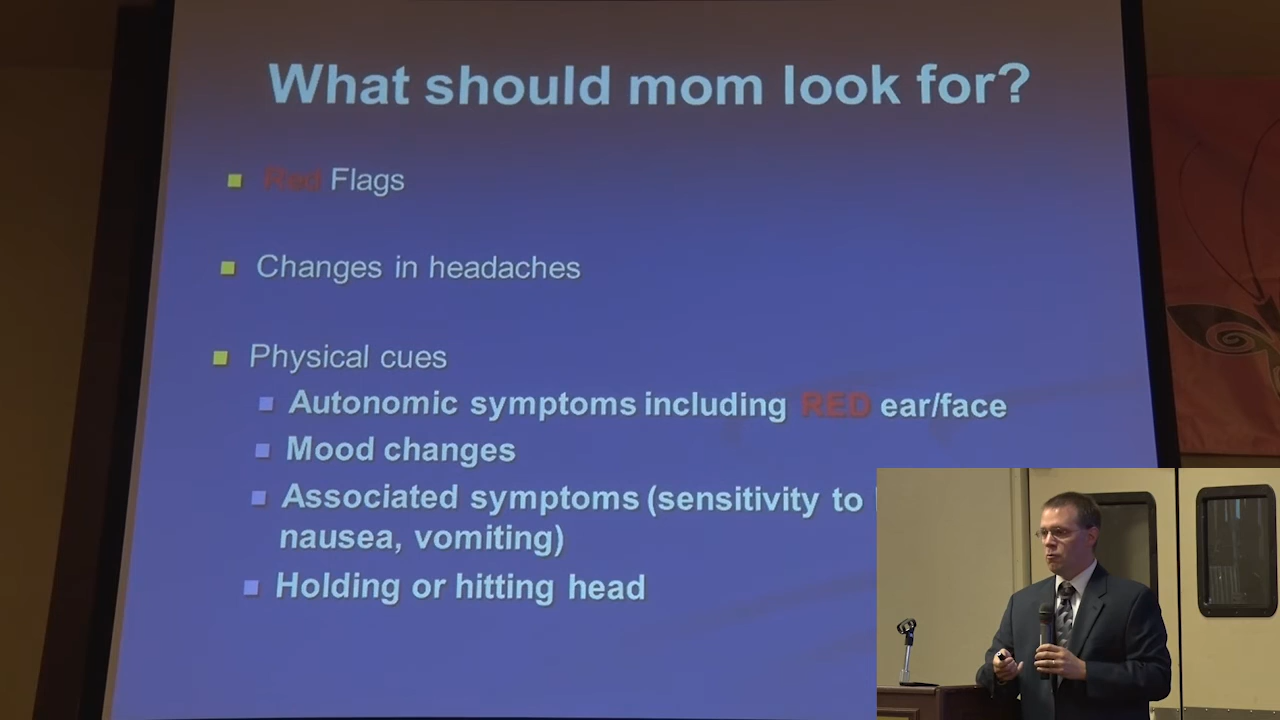 What should mom look for?
Red Flags
Changes in headaches
Physical cues
Autonomic symptoms including RED ear/face
Mood changes
Associated symptoms (sensitivity to
nausea, vomiting)
Holding or hitting head